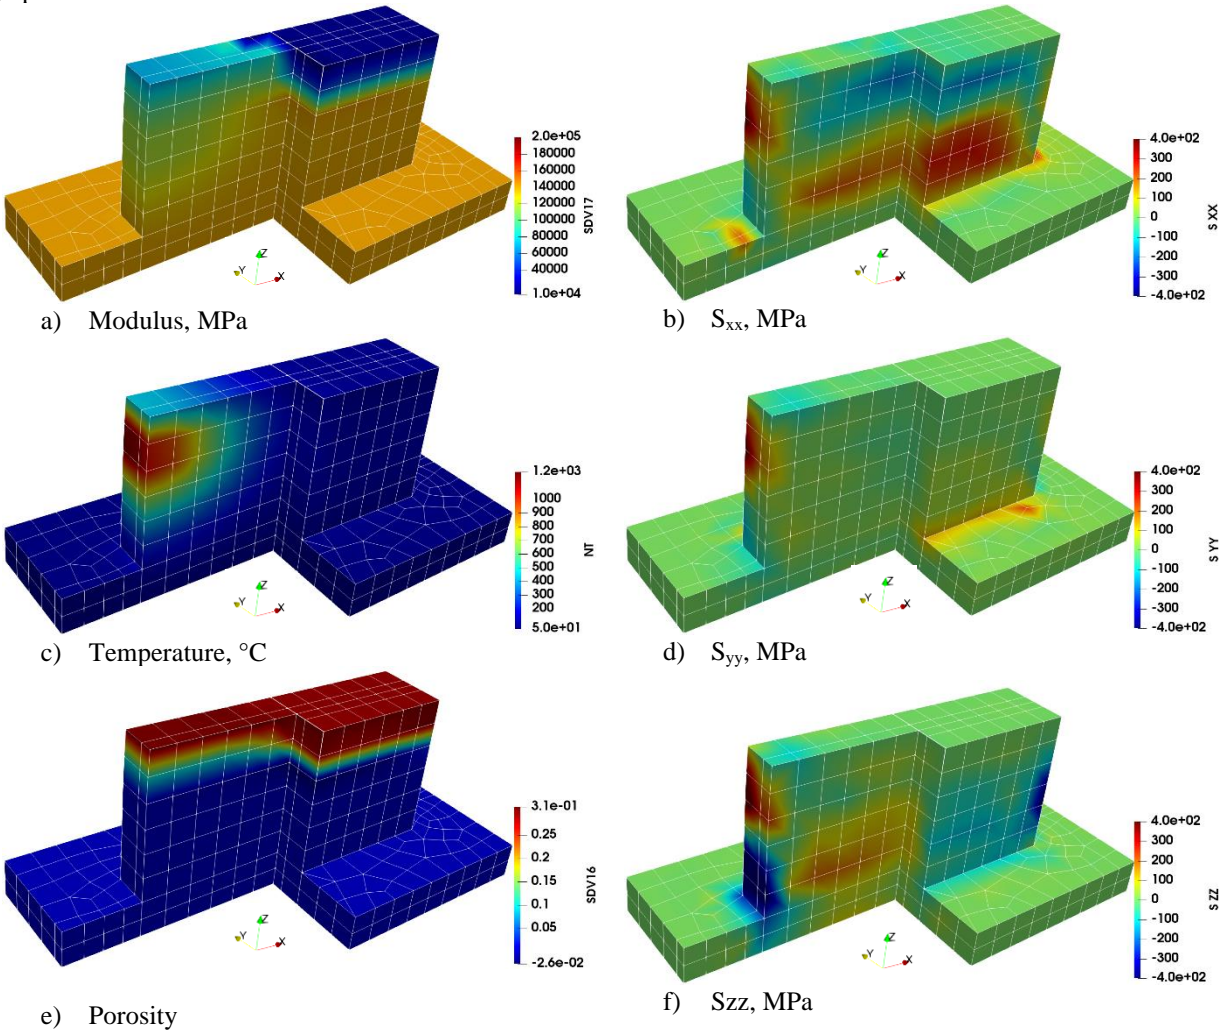 2.0e+05
180000
160000
140000
120000
100000
80000
60000
40000
1.0e+04
SDV17
Z
Y
X
a) Modulus, MPa
4.0e+02
300
200
100
0
-100
-200
-300
-4.0e+02
S XX
Z
Y
X
b) Sxx, MPa
1.2e+03
1000
900
800
700
600
500
400
300
200
5.0e+01
NT
Z
Y
X
c) Temperature, °C
4.0e+02
300
200
100
0
-100
-200
-300
-4.0e+02
S YY
Z
Y
X
d) Syy, MPa
3.1e-01
0.25
0.2
0.15
0.1
0.05
-2.6e-02
SDV16
Z
Y
X
e) Porosity
4.0e+02
300
200
100
0
-100
-200
-300
-4.0e+02
S ZZ
Z
Y
X
f) Szz, MPa